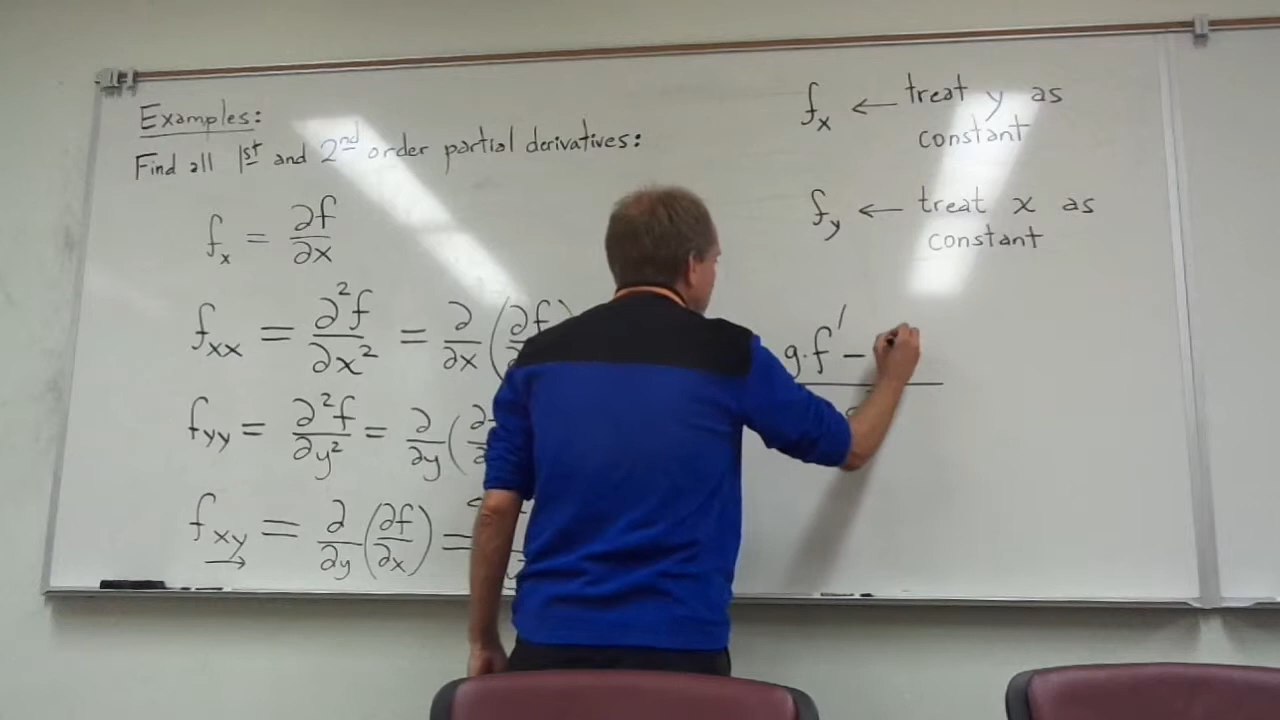 Examples:
Find all 1st and 2nd order partial derivatives:
f_x = ∂f/∂x
f_xx = ∂²f/∂x² = ∂/∂x (∂f/
f_yy = ∂²f/∂y² = ∂/∂y (
f_xy = ∂/∂y (∂f/∂x) =
f_x ← treat y as
constant
f_y ← treat x as
constant
g·f' −